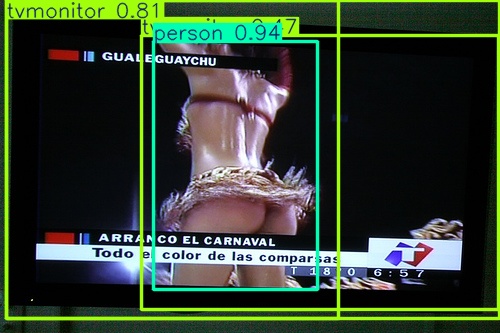 tvmonitor 0.81
person 0.94
GUALEGUAYCHU
ARRANCO EL CARNAVAL
Todo el color de las comparsas
T
T 18°0 6:57